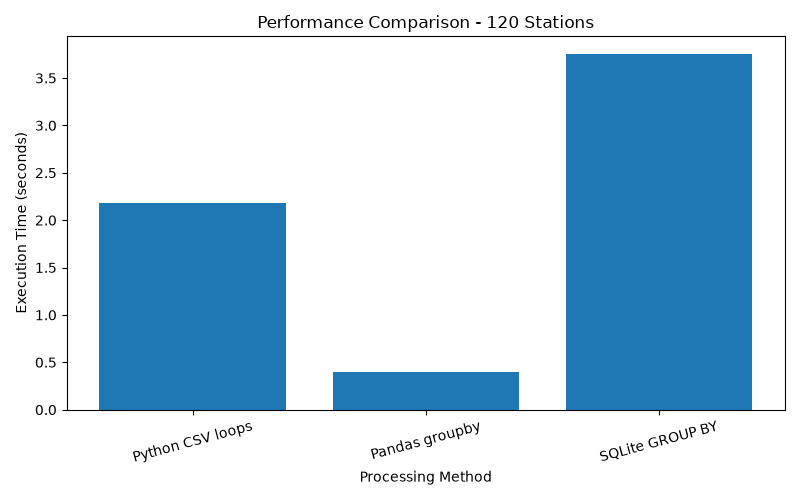 Performance Comparison - 120 Stations
Execution Time (seconds)
3.5
3.0
2.5
2.0
1.5
1.0
0.5
0.0
Python CSV loops
Pandas groupby
SQLite GROUP BY
Processing Method